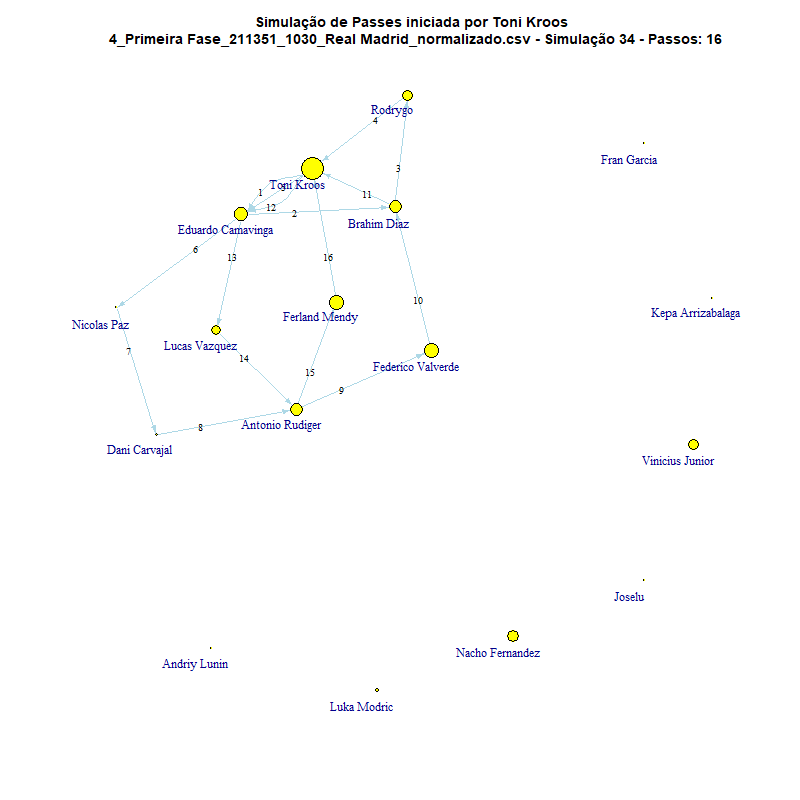 Simulação de Passes iniciada por Toni Kroos
4_Primeira Fase_211351_1030_Real Madrid_normalizado.csv - Simulação 34 - Passos: 16
Rodrygo
4
Fran Garcia
3
Toni Kroos
1
5
11
12
2
Eduardo Camavinga
Brahim Diaz
6
13
16
10
Nicolas Paz
Ferland Mendy
Kepa Arrizabalaga
Lucas Vazquez
7
14
15
Federico Valverde
9
8
Antonio Rudiger
Dani Carvajal
Vinicius Junior
Joselu
Nacho Fernandez
Andriy Lunin
Luka Modric